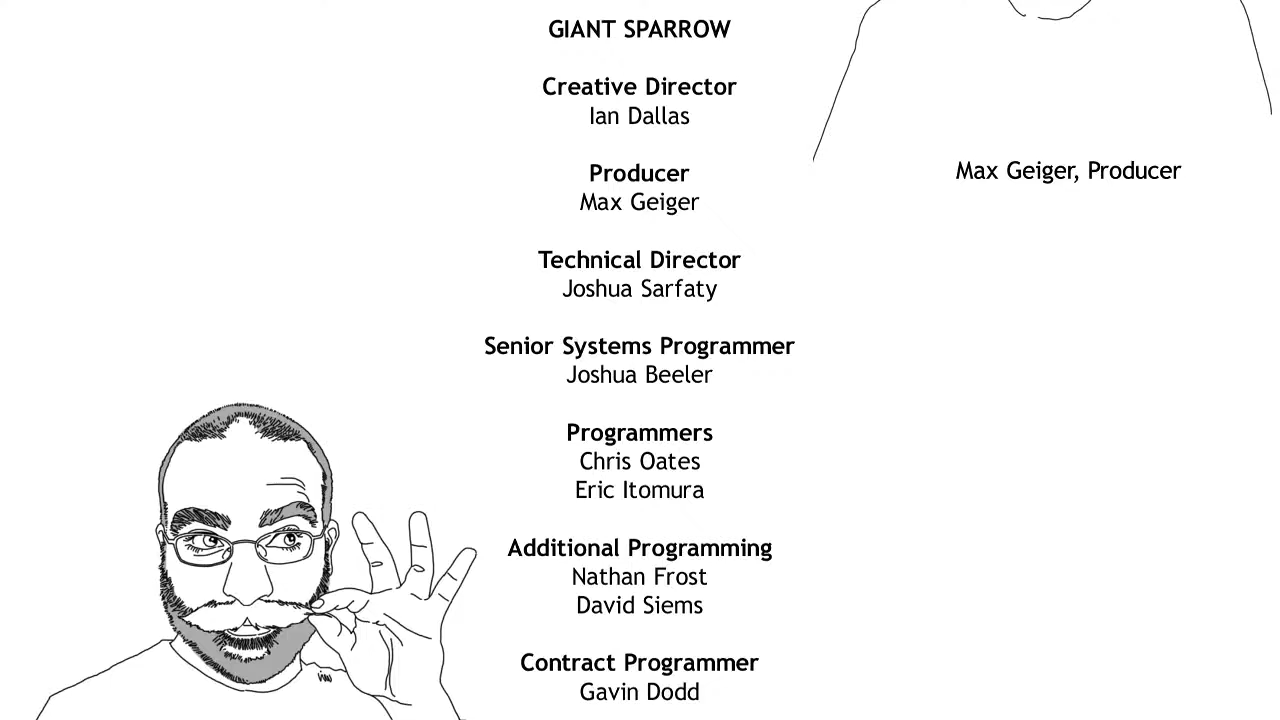 GIANT SPARROW
Creative Director
Ian Dallas
Producer
Max Geiger
Max Geiger, Producer
Technical Director
Joshua Sarfaty
Senior Systems Programmer
Joshua Beeler
Programmers
Chris Oates
Eric Itomura
Additional Programming
Nathan Frost
David Siems
Contract Programmer
Gavin Dodd